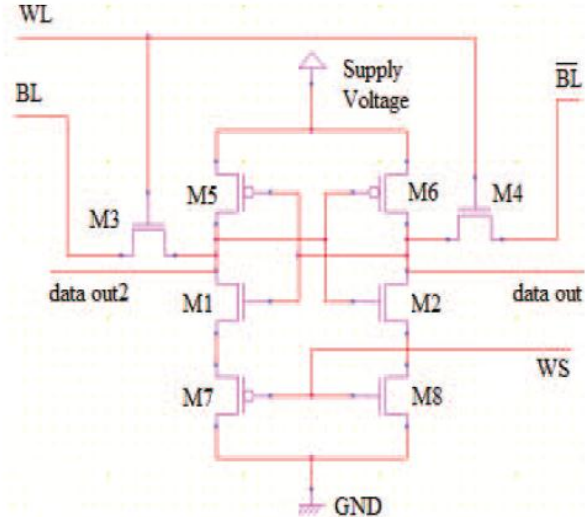 WL
BL
Supply
Voltage
BL
M5
M6
M4
M3
data out2
M1
M2
data out
WS
M7
M8
GND